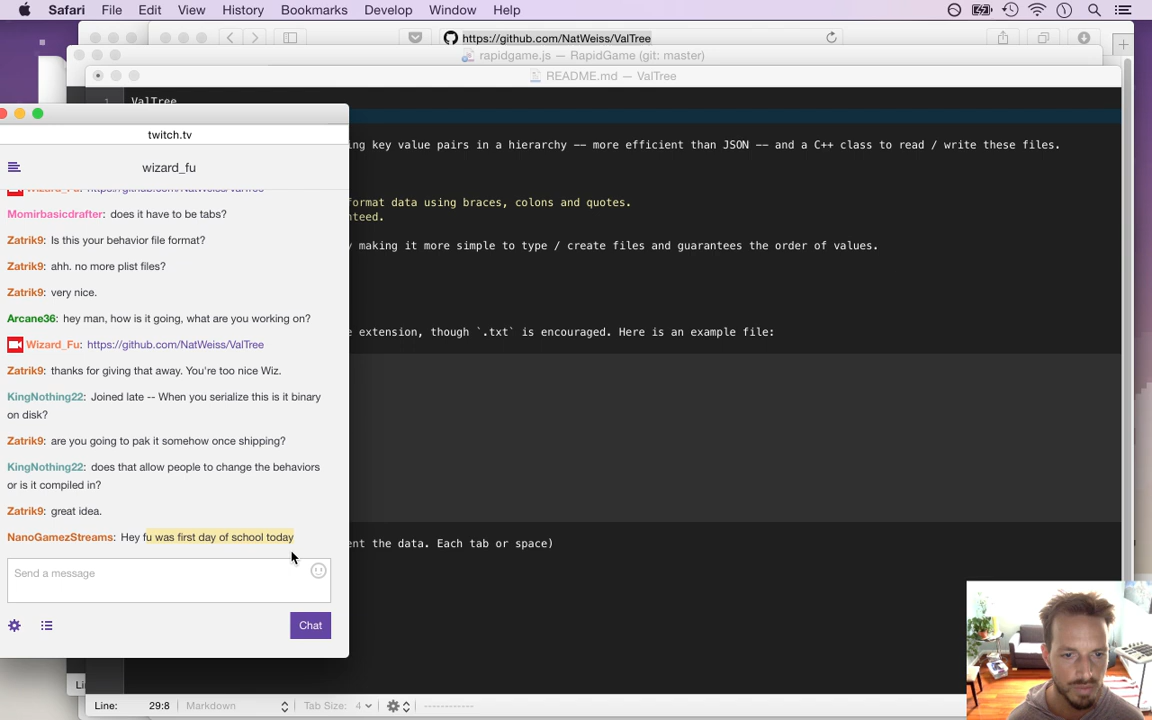 Safari File Edit View History Bookmarks Develop Window Help
https://github.com/NatWeiss/ValTree
rapidgame.js — RapidGame (git: master)
README.md — ValTree
1 ValTree
twitch.tv
wizard_fu
Wizard_Fu: https://github.com/NatWeiss/ValTree
Momirbasicdrafter: does it have to be tabs?
Zatrik9: Is this your behavior file format?
Zatrik9: ahh. no more plist files?
Zatrik9: very nice.
Arcane36: hey man, how is it going, what are you working on?
Wizard_Fu: https://github.com/NatWeiss/ValTree
Zatrik9: thanks for giving that away. You're too nice Wiz.
KingNothing22: Joined late -- When you serialize this is it binary
on disk?
Zatrik9: are you going to pak it somehow once shipping?
KingNothing22: does that allow people to change the behaviors
or is it compiled in?
Zatrik9: great idea.
NanoGamezStreams: Hey fu was first day of school today
Send a message
Chat
ing key value pairs in a hierarchy -- more efficient than JSON -- and a C++ class to read / write these files.
format data using braces, colons and quotes.
nteed.
making it more simple to type / create files and guarantees the order of values.
e extension, though `.txt` is encouraged. Here is an example file:
ent the data. Each tab or space)
Line: 29:8 Markdown Tab Size: 4 ------------